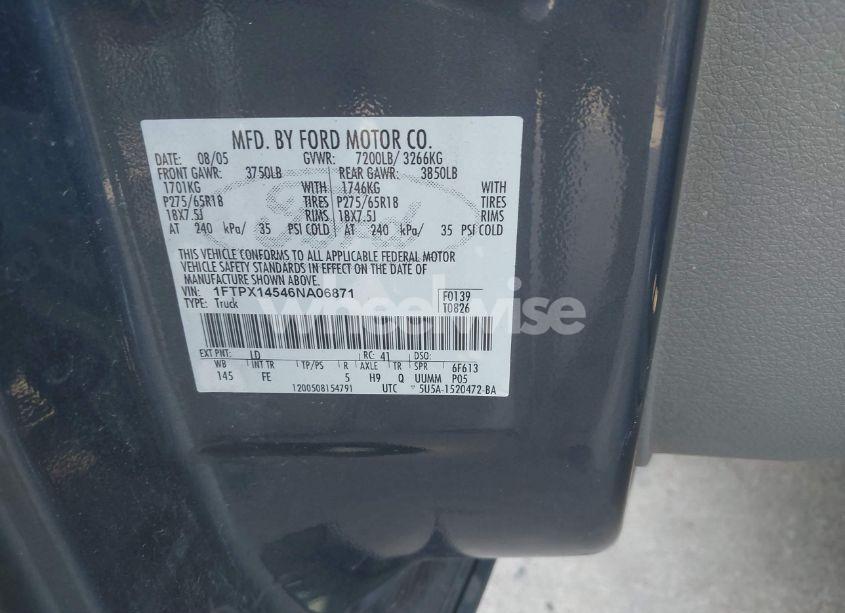 MFD. BY FORD MOTOR CO.
DATE: 08/05 GVWR: 7200LB/ 3266KG
FRONT GAWR: 3750LB REAR GAWR: 3850LB
1701KG WITH 1746KG WITH
P275/65R18 TIRES P275/65R18 TIRES
18X7.5J RIMS 18X7.5J RIMS
AT 240 kPa/ 35 PSI COLD AT 240 kPa/ 35 PSI COLD
Ford
THIS VEHICLE CONFORMS TO ALL APPLICABLE FEDERAL MOTOR
VEHICLE SAFETY STANDARDS IN EFFECT ON THE DATE OF
MANUFACTURE SHOWN ABOVE.
VIN: 1FTPX14546NA06871 F0139
TYPE: Truck T0826
wheelwise
EXT PNT: LD RC: 41 DSO:
WB INT TR TP/PS R AXLE TR SPR 6F613
145 FE 5 H9 Q UUMM P05
1200508154791 UTC 5U5A-1520472-BA